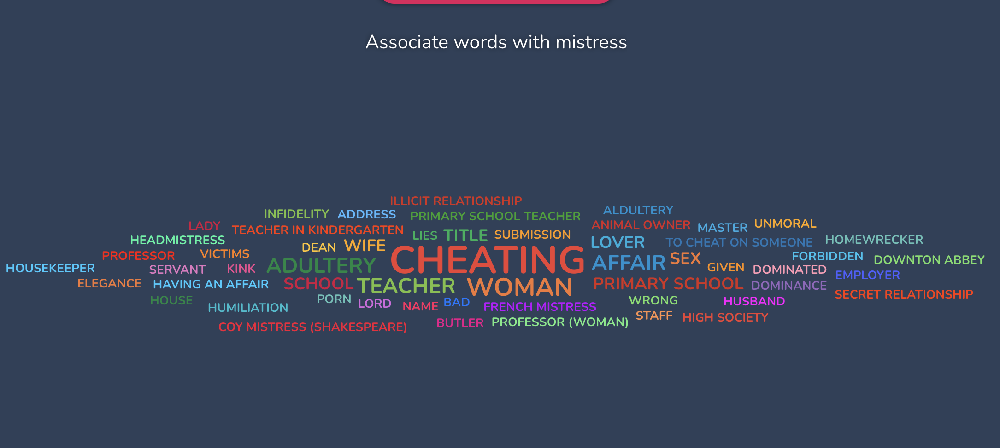 Associate words with mistress
ILLICIT RELATIONSHIP
INFIDELITY ADDRESS PRIMARY SCHOOL TEACHER ALDULTERY
LADY TEACHER IN KINDERGARTEN LIES TITLE SUBMISSION ANIMAL OWNER MASTER UNMORAL
HEADMISTRESS DEAN WIFE LOVER TO CHEAT ON SOMEONE HOMEWRECKER
PROFESSOR VICTIMS CHEATING SEX FORBIDDEN DOWNTON ABBEY
HOUSEKEEPER SERVANT KINK ADULTERY AFFAIR GIVEN DOMINATED EMPLOYER
ELEGANCE HAVING AN AFFAIR SCHOOL TEACHER WOMAN PRIMARY SCHOOL DOMINANCE SECRET RELATIONSHIP
HOUSE HUMILIATION PORN LORD NAME BAD FRENCH MISTRESS WRONG HUSBAND
COY MISTRESS (SHAKESPEARE) BUTLER PROFESSOR (WOMAN) STAFF HIGH SOCIETY